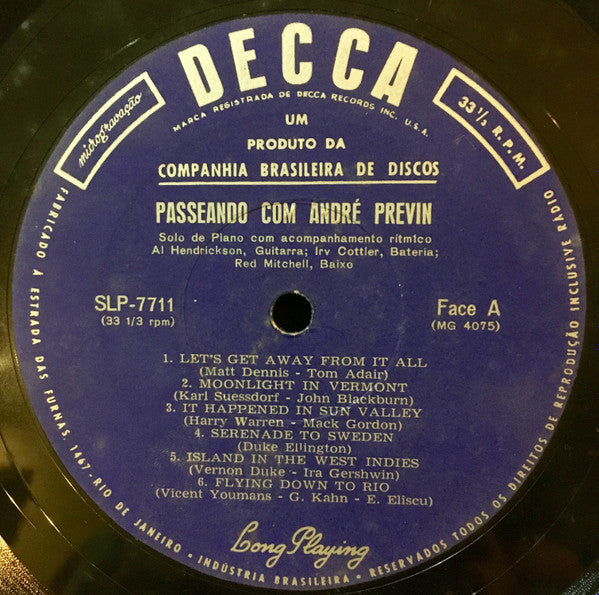 DECCA
MARCA REGISTRADA DE DECCA RECORDS INC. U.S.A.
microgravação
33 1/3 R.P.M.
UM
PRODUTO DA
COMPANHIA BRASILEIRA DE DISCOS
PASSEANDO COM ANDRÉ PREVIN
Solo de Piano com acompanhamento rítmico
Al Hendrickson, Guitarra; Irv Cottler, Bateria;
Red Mitchell, Baixo
SLP-7711
(33 1/3 rpm)
Face A
(MG 4075)
1. LET'S GET AWAY FROM IT ALL
(Matt Dennis - Tom Adair)
2. MOONLIGHT IN VERMONT
(Karl Suessdorf - John Blackburn)
3. IT HAPPENED IN SUN VALLEY
(Harry Warren - Mack Gordon)
4. SERENADE TO SWEDEN
(Duke Ellington)
5. ISLAND IN THE WEST INDIES
(Vernon Duke - Ira Gershwin)
6. FLYING DOWN TO RIO
(Vicent Youmans - G. Kahn - E. Eliscu)
Long Playing
FABRICADO A ESTRADA DAS FURNAS, 1467 - RIO DE JANEIRO - INDÚSTRIA BRASILEIRA - RESERVADOS TODOS OS DIREITOS DE REPRODUÇÃO INCLUSIVE RADIO